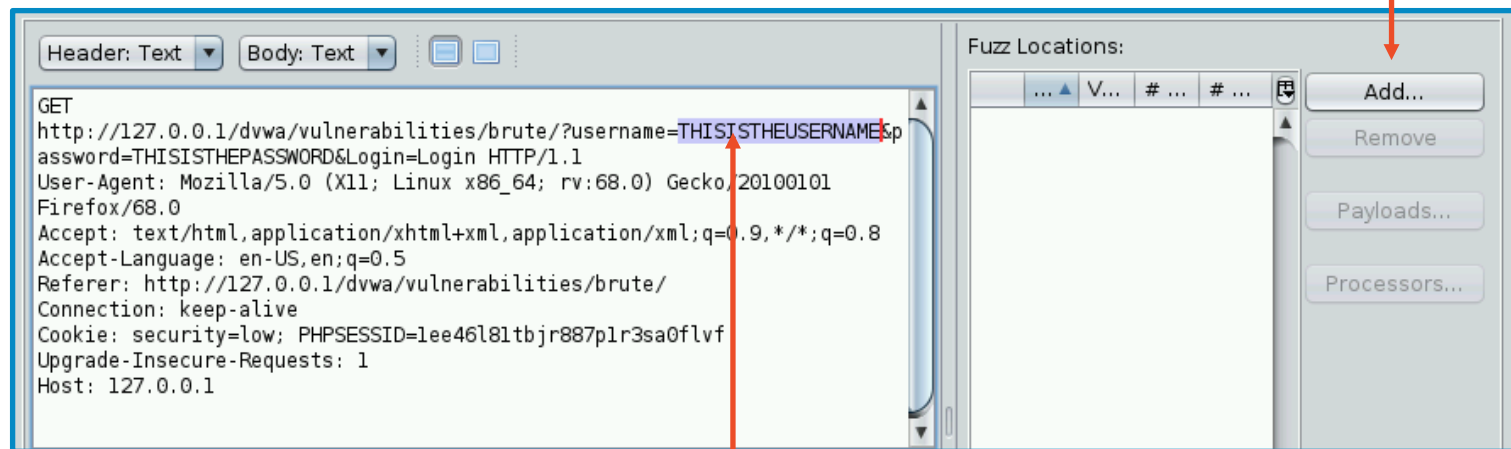 Header: Text Body: Text
GET
http://127.0.0.1/dvwa/vulnerabilities/brute/?username=THISISTHEUSERNAME&p
assword=THISISTHEPASSWORD&Login=Login HTTP/1.1
User-Agent: Mozilla/5.0 (X11; Linux x86_64; rv:68.0) Gecko/20100101
Firefox/68.0
Accept: text/html,application/xhtml+xml,application/xml;q=0.9,*/*;q=0.8
Accept-Language: en-US,en;q=0.5
Referer: http://127.0.0.1/dvwa/vulnerabilities/brute/
Connection: keep-alive
Cookie: security=low; PHPSESSID=1ee46l81tbjr887p1r3sa0flvf
Upgrade-Insecure-Requests: 1
Host: 127.0.0.1
Fuzz Locations:
... V... # ... # ...
Add...
Remove
Payloads...
Processors...